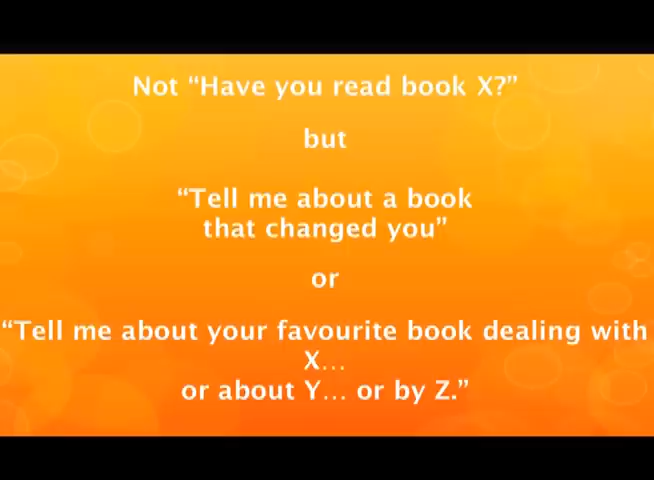 Not “Have you read book X?”
but
“Tell me about a book
that changed you”
or
“Tell me about your favourite book dealing with
X…
or about Y… or by Z.”